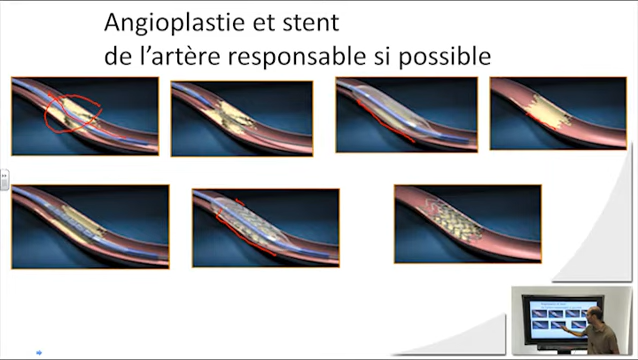 Angioplastie et stent
de l’artère responsable si possible